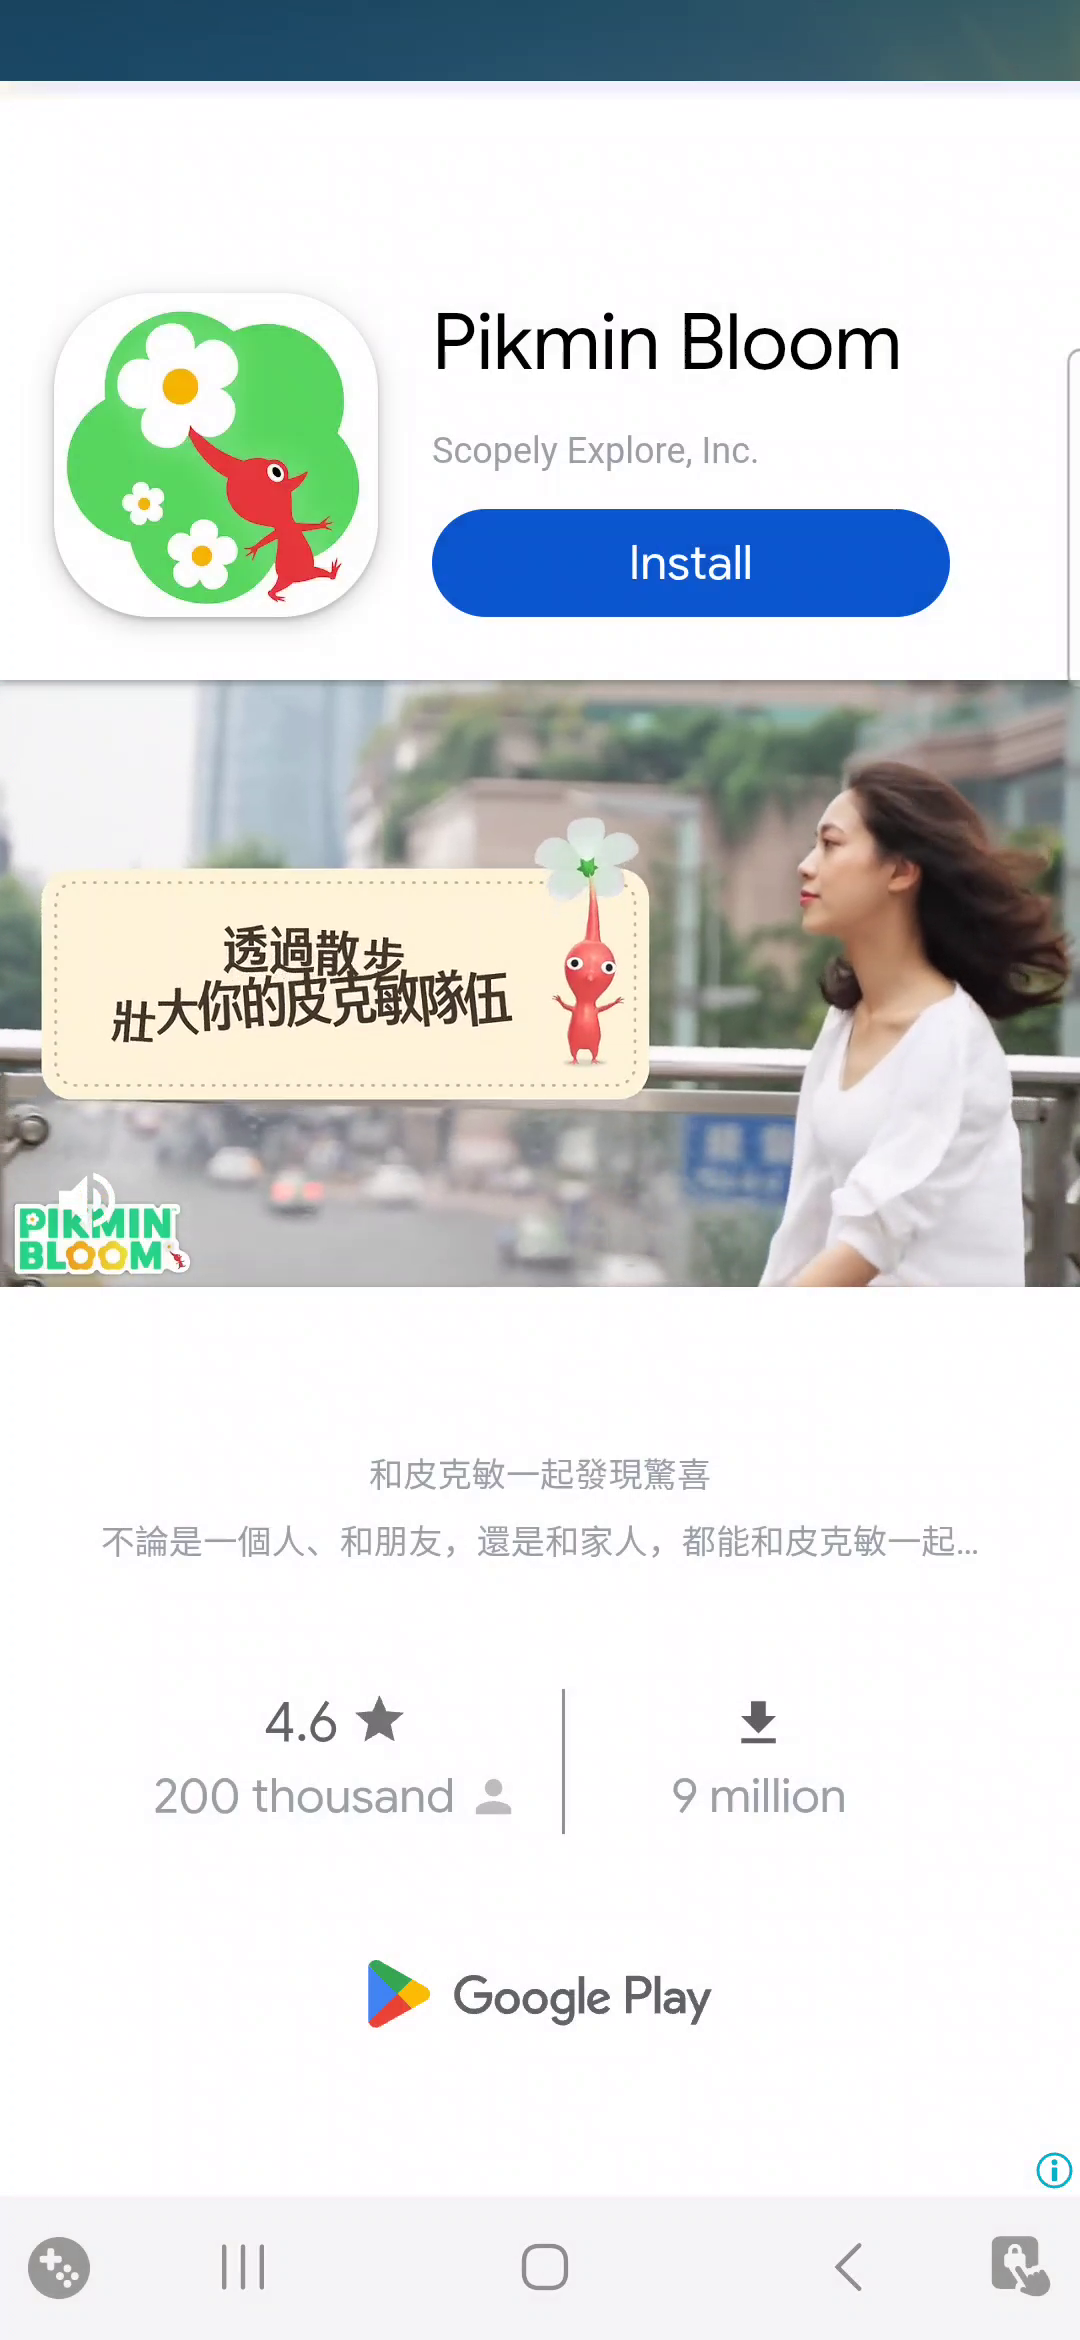 Pikmin Bloom
Scopely Explore, Inc.
Install
透過散步
壯大你的皮克敏隊伍
PIKMIN
BLOOM
和皮克敏一起發現驚喜
不論是一個人、和朋友，還是和家人，都能和皮克敏一起...
4.6
200 thousand
9 million
Google Play